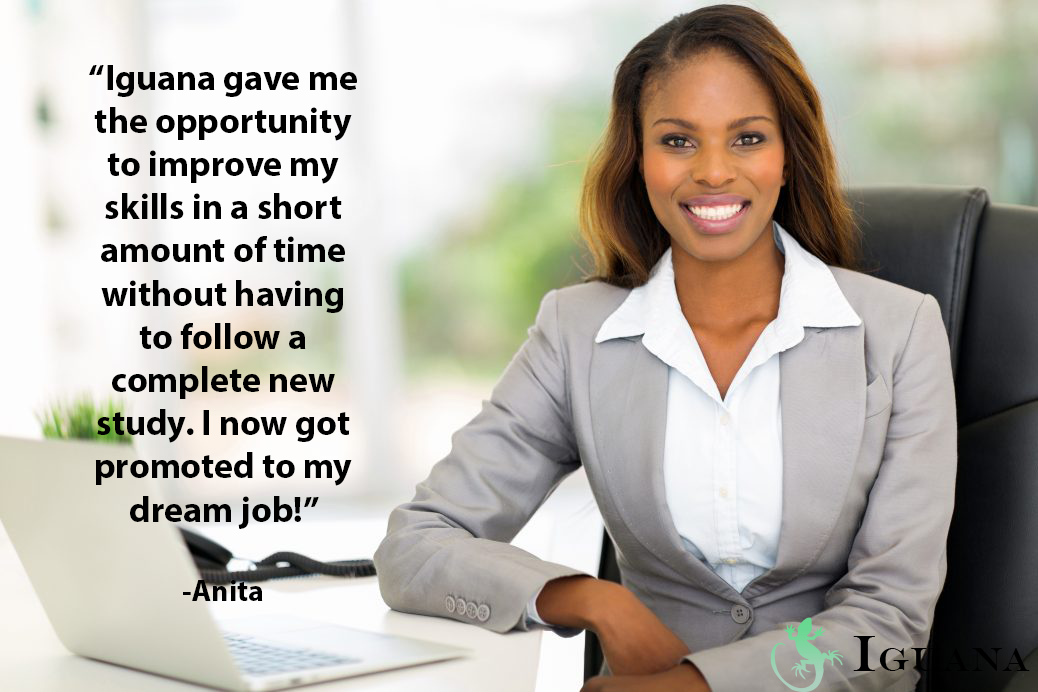 “Iguana gave me
the opportunity
to improve my
skills in a short
amount of time
without having
to follow a
complete new
study. I now got
promoted to my
dream job!”
-Anita
IGUANA